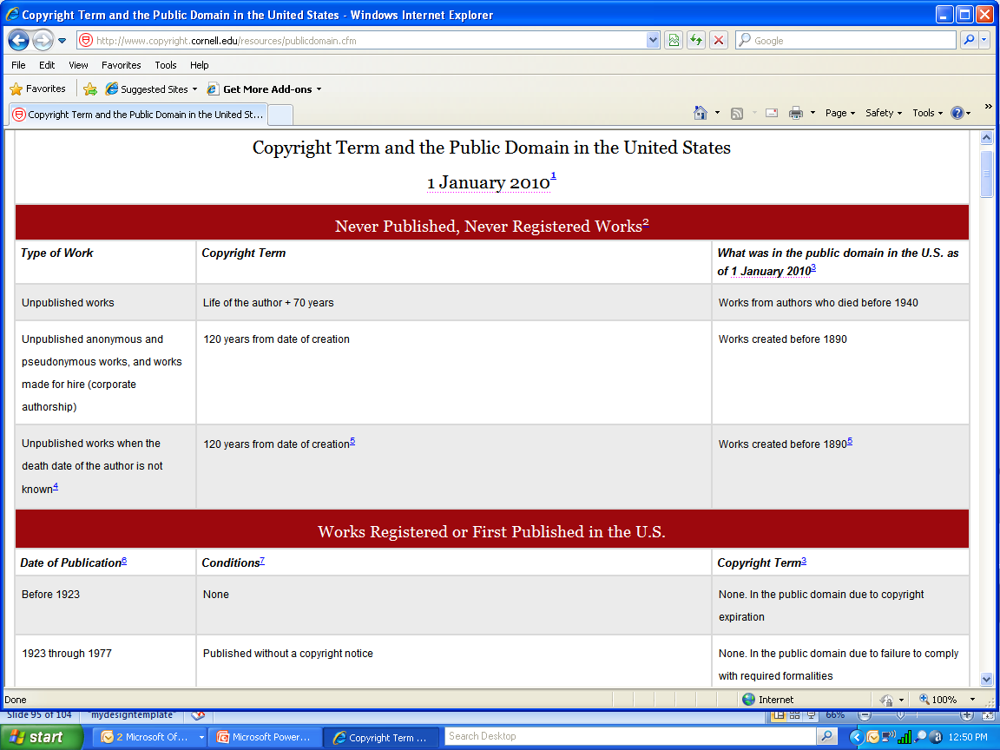 Copyright Term and the Public Domain in the United States - Windows Internet Explorer
http://www.copyright.cornell.edu/resources/publicdomain.cfm
Google
File Edit View Favorites Tools Help
Favorites Suggested Sites Get More Add-ons
Copyright Term and the Public Domain in the United St... Page Safety Tools
Copyright Term and the Public Domain in the United States
1 January 2010¹
Never Published, Never Registered Works²
Type of Work Copyright Term What was in the public domain in the U.S. as
of 1 January 2010³
Unpublished works Life of the author + 70 years Works from authors who died before 1940
Unpublished anonymous and 120 years from date of creation Works created before 1890
pseudonymous works, and works
made for hire (corporate
authorship)
Unpublished works when the 120 years from date of creation⁵ Works created before 1890⁵
death date of the author is not
known⁴
Works Registered or First Published in the U.S.
Date of Publication⁶ Conditions⁷ Copyright Term³
Before 1923 None None. In the public domain due to copyright
expiration
1923 through 1977 Published without a copyright notice None. In the public domain due to failure to comply
with required formalities
Done Internet 100%
Slide 95 of 104 "mydesigntemplate" 66%
start 2 Microsoft Of... Microsoft Power... Copyright Term ... Search Desktop 12:50 PM